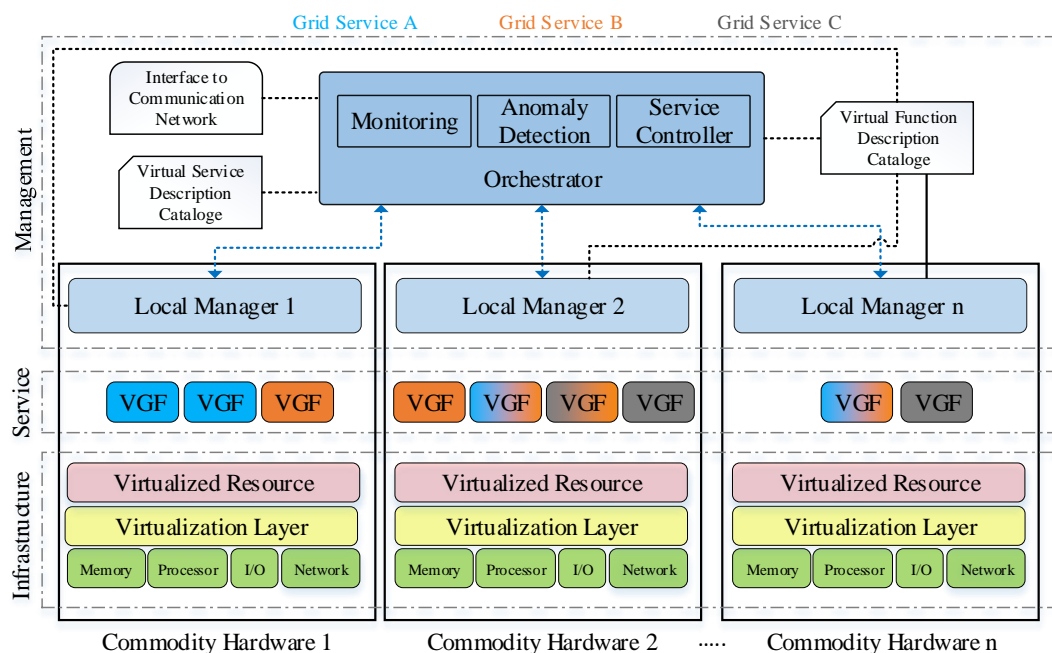 Grid Service A
Grid Service B
Grid Service C
Management
Interface to
Communication
Network
Virtual Service
Description
Cataloge
Monitoring
Anomaly
Detection
Service
Controller
Orchestrator
Virtual Function
Description
Cataloge
Local Manager 1
Local Manager 2
Local Manager n
Service
VGF
VGF
VGF
VGF
VGF
VGF
VGF
VGF
VGF
Infrastructure
Virtualized Resource
Virtualization Layer
Memory
Processor
I/O
Network
Virtualized Resource
Virtualization Layer
Memory
Processor
I/O
Network
Virtualized Resource
Virtualization Layer
Memory
Processor
I/O
Network
Commodity Hardware 1
Commodity Hardware 2
.....
Commodity Hardware n